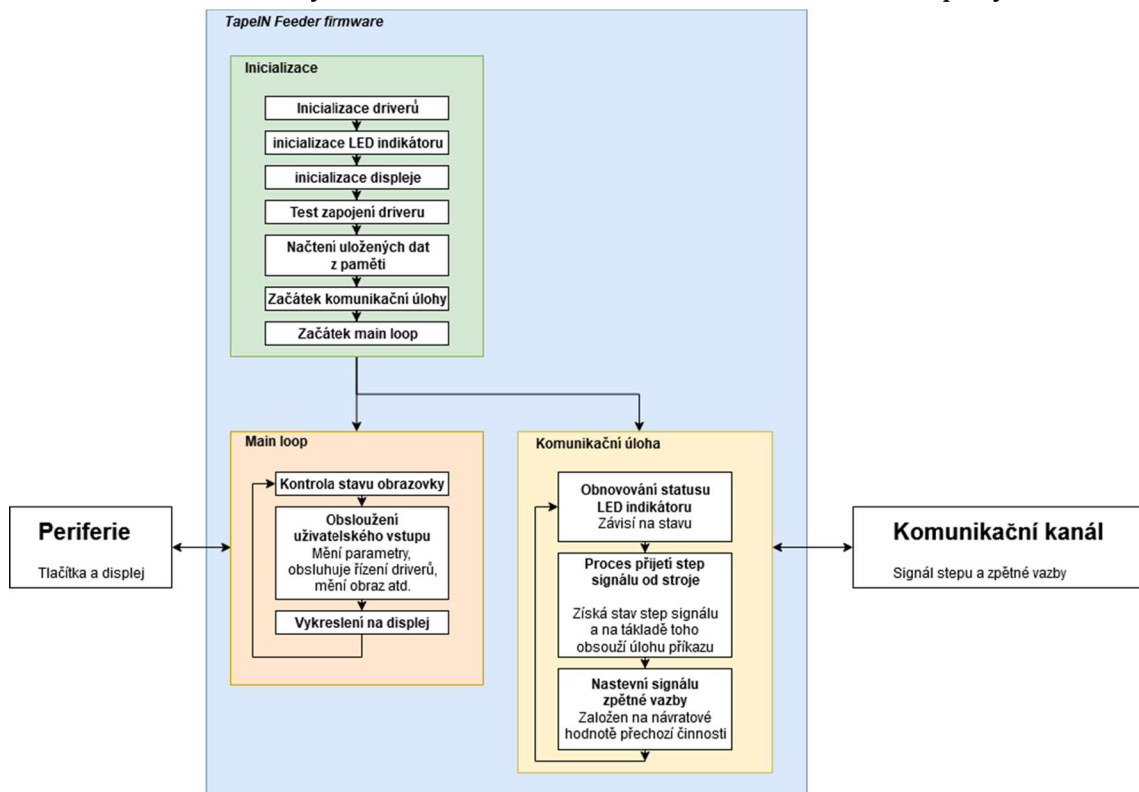 TapeIN Feeder firmware
Inicializace
Inicializace driverů
inicializace LED indikátoru
inicializace displeje
Test zapojení driveru
Načtení uložených dat
z paměti
Začátek komunikační úlohy
Začátek main loop
Main loop
Kontrola stavu obrazovky
Obsloužení
uživatelského vstupu
Mění parametry,
obsluhuje řízení driverů,
mění obraz atd.
Vykreslení na displej
Komunikační úloha
Obnovování statusu
LED indikátoru
Závisí na stavu
Proces přijetí step
signálu od stroje
Získá stav step signálu
a na tákladě toho
obsouží úlohu příkazu
Nastevní signálu
zpětné vazby
Založen na návratové
hodnotě přechozí činnosti
Periferie
Tlačítka a displej
Komunikační kanál
Signál stepu a zpětné vazby